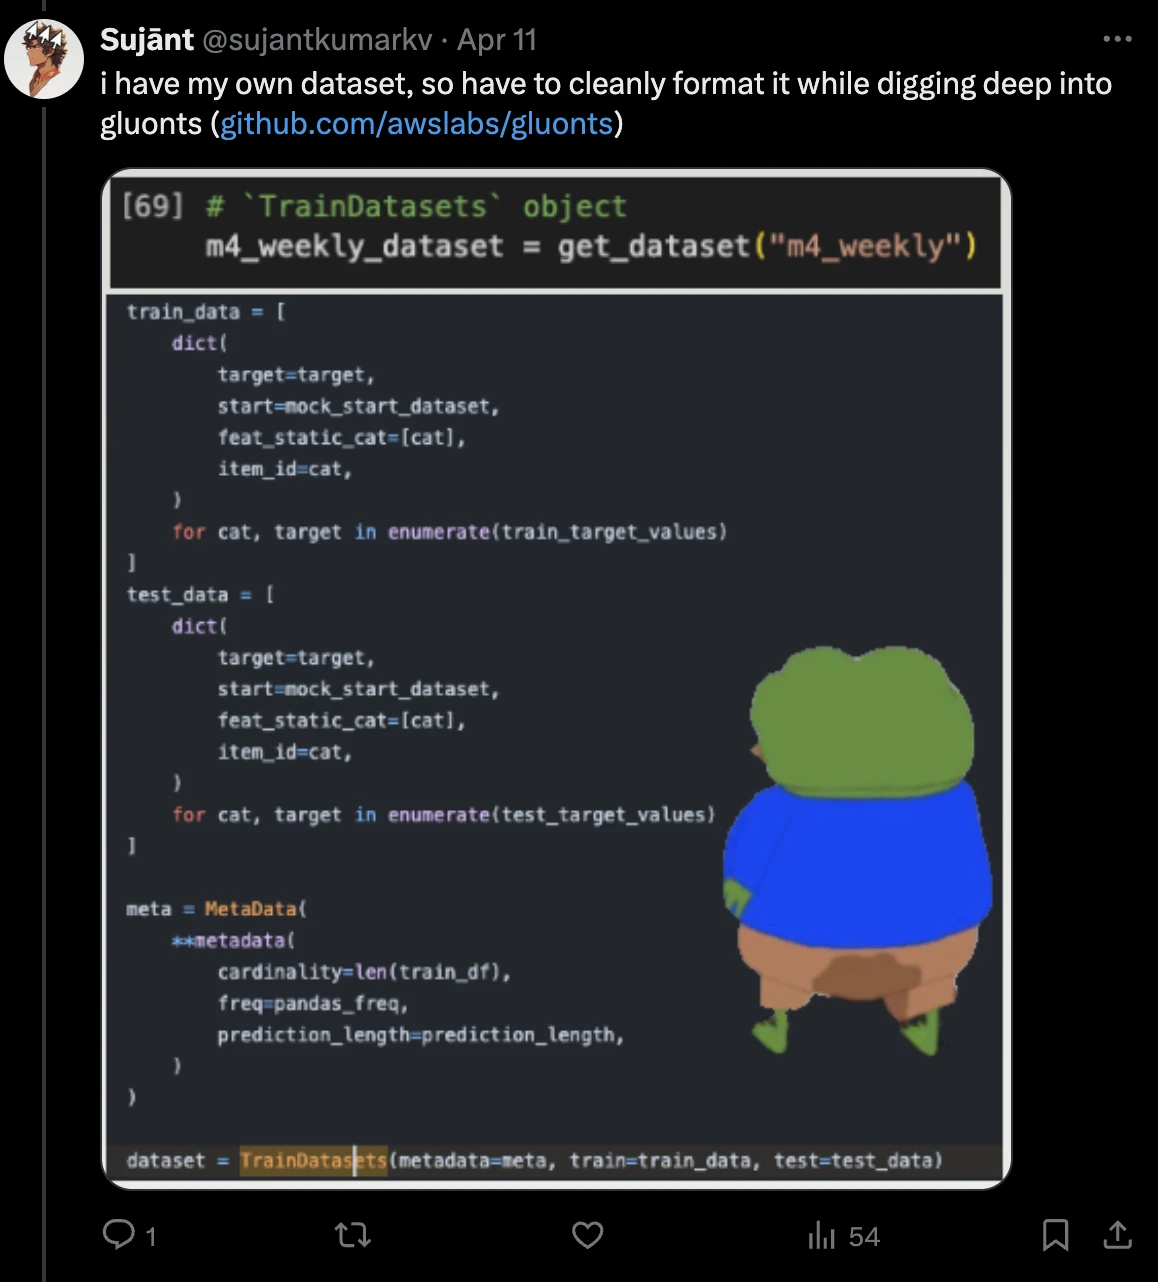 Sujānt @sujantkumarkv · Apr 11
i have my own dataset, so have to cleanly format it while digging deep into
gluonts (github.com/awslabs/gluonts)
[69] # `TrainDatasets` object
m4_weekly_dataset = get_dataset("m4_weekly")
train_data = [
dict(
target=target,
start=mock_start_dataset,
feat_static_cat=[cat],
item_id=cat,
)
for cat, target in enumerate(train_target_values)
]
test_data = [
dict(
target=target,
start=mock_start_dataset,
feat_static_cat=[cat],
item_id=cat,
)
for cat, target in enumerate(test_target_values)
]
meta = MetaData(
**metadata(
cardinality=len(train_df),
freq=pandas_freq,
prediction_length=prediction_length,
)
)
dataset = TrainDatasets(metadata=meta, train=train_data, test=test_data)
1
54